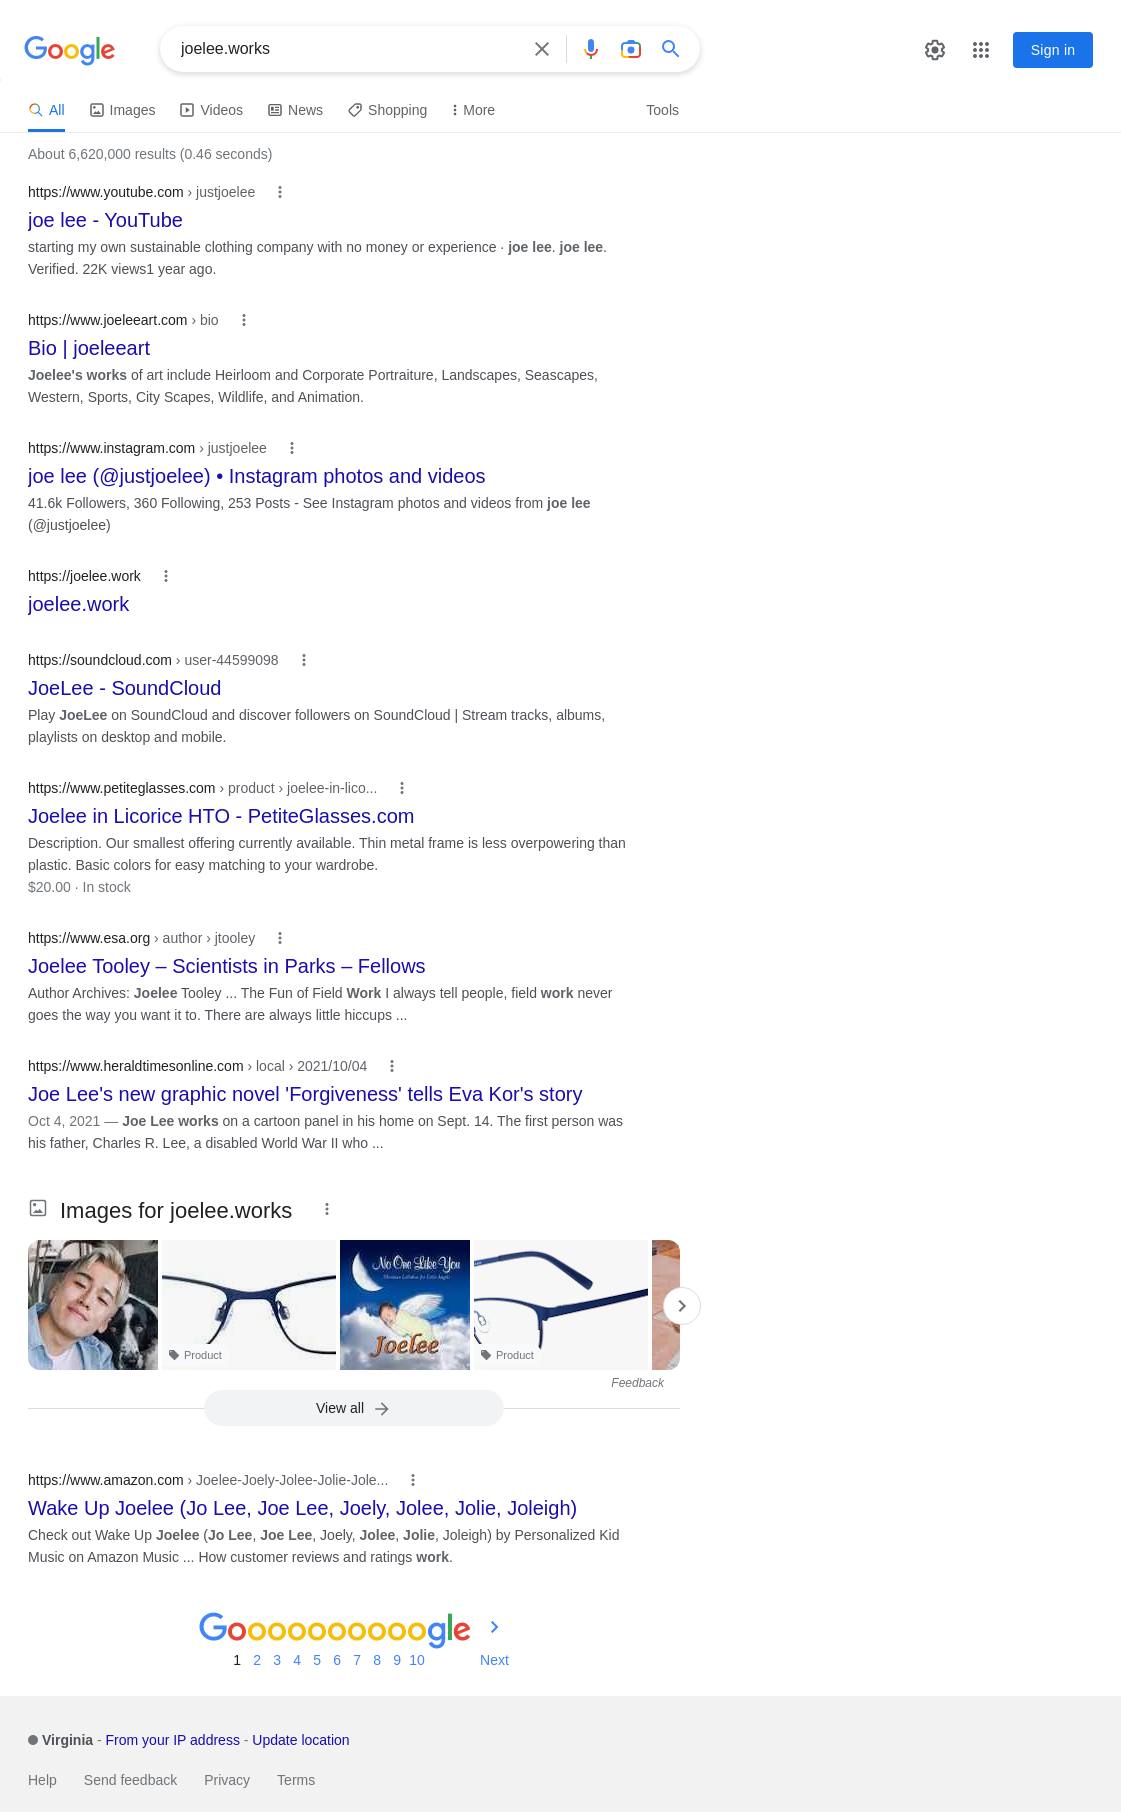 Google
joelee.works
Sign in
All
Images
Videos
News
Shopping
More
Tools
About 6,620,000 results (0.46 seconds)
https://www.youtube.com › justjoelee
joe lee - YouTube
starting my own sustainable clothing company with no money or experience · joe lee. joe lee.
Verified. 22K views1 year ago.
https://www.joeleeart.com › bio
Bio | joeleeart
Joelee's works of art include Heirloom and Corporate Portraiture, Landscapes, Seascapes,
Western, Sports, City Scapes, Wildlife, and Animation.
https://www.instagram.com › justjoelee
joe lee (@justjoelee) • Instagram photos and videos
41.6k Followers, 360 Following, 253 Posts - See Instagram photos and videos from joe lee
(@justjoelee)
https://joelee.work
joelee.work
https://soundcloud.com › user-44599098
JoeLee - SoundCloud
Play JoeLee on SoundCloud and discover followers on SoundCloud | Stream tracks, albums,
playlists on desktop and mobile.
https://www.petiteglasses.com › product › joelee-in-lico...
Joelee in Licorice HTO - PetiteGlasses.com
Description. Our smallest offering currently available. Thin metal frame is less overpowering than
plastic. Basic colors for easy matching to your wardrobe.
$20.00 · In stock
https://www.esa.org › author › jtooley
Joelee Tooley – Scientists in Parks – Fellows
Author Archives: Joelee Tooley ... The Fun of Field Work I always tell people, field work never
goes the way you want it to. There are always little hiccups ...
https://www.heraldtimesonline.com › local › 2021/10/04
Joe Lee's new graphic novel 'Forgiveness' tells Eva Kor's story
Oct 4, 2021 — Joe Lee works on a cartoon panel in his home on Sept. 14. The first person was
his father, Charles R. Lee, a disabled World War II who ...
Images for joelee.works
No One Like You
Christian Lullabies for Little Angels
Joelee
Product
Product
Feedback
View all
https://www.amazon.com › Joelee-Joely-Jolee-Jolie-Jole...
Wake Up Joelee (Jo Lee, Joe Lee, Joely, Jolee, Jolie, Joleigh)
Check out Wake Up Joelee (Jo Lee, Joe Lee, Joely, Jolee, Jolie, Joleigh) by Personalized Kid
Music on Amazon Music ... How customer reviews and ratings work.
Goooooooooogle
1 2 3 4 5 6 7 8 9 10 Next
Virginia - From your IP address - Update location
Help Send feedback Privacy Terms